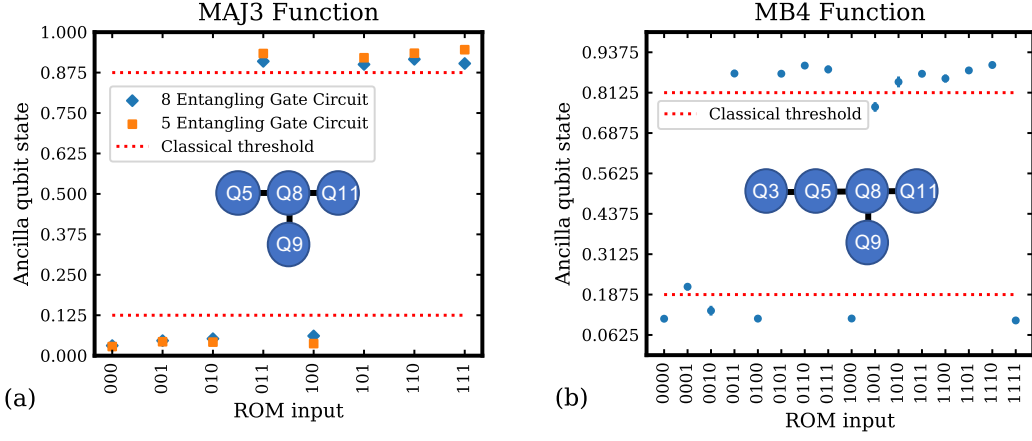 MAJ3 Function
1.000
0.875
0.750
0.625
0.500
0.375
0.250
0.125
0.000
Ancilla qubit state
8 Entangling Gate Circuit
5 Entangling Gate Circuit
Classical threshold
Q5
Q8
Q11
Q9
000
001
010
011
100
101
110
111
ROM input
(a)
MB4 Function
0.9375
0.8125
0.6875
0.5625
0.4375
0.3125
0.1875
0.0625
Ancilla qubit state
Classical threshold
Q3
Q5
Q8
Q11
Q9
0000
0001
0010
0011
0100
0101
0110
0111
1000
1001
1010
1011
1100
1101
1110
1111
ROM input
(b)